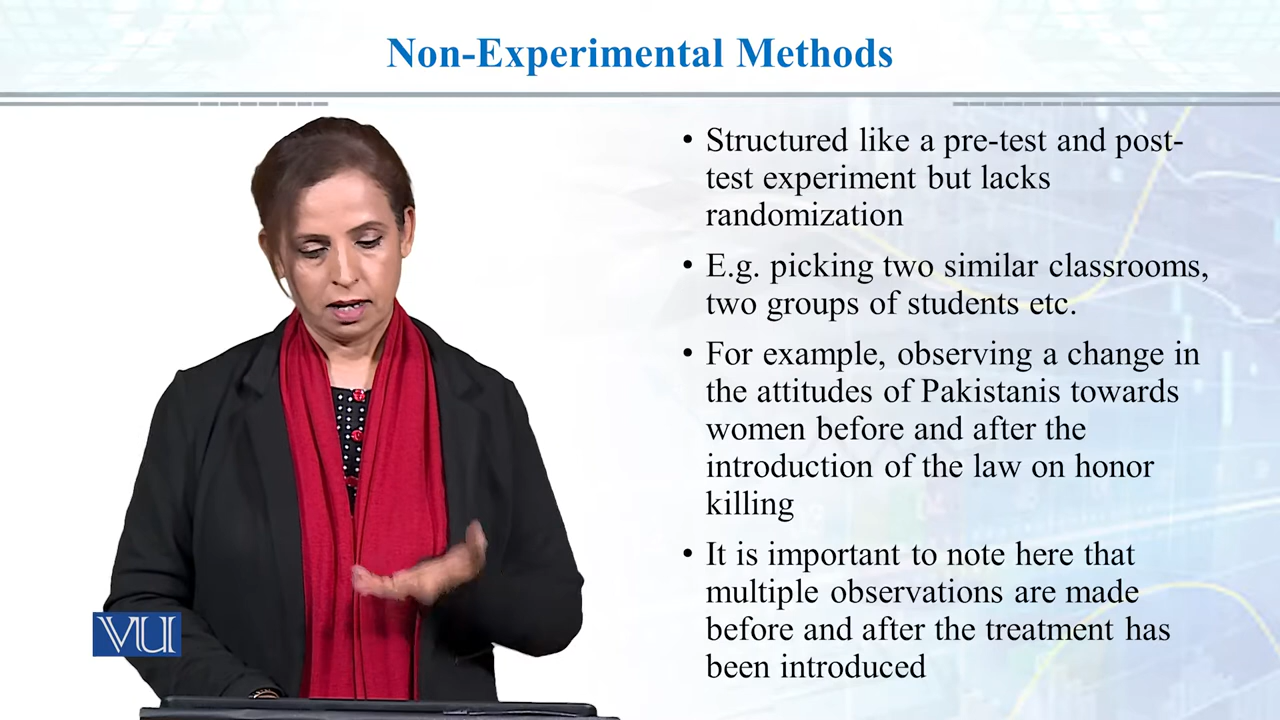 Non-Experimental Methods
• Structured like a pre-test and post-
test experiment but lacks
randomization
• E.g. picking two similar classrooms,
two groups of students etc.
• For example, observing a change in
the attitudes of Pakistanis towards
women before and after the
introduction of the law on honor
killing
• It is important to note here that
multiple observations are made
before and after the treatment has
been introduced
VU